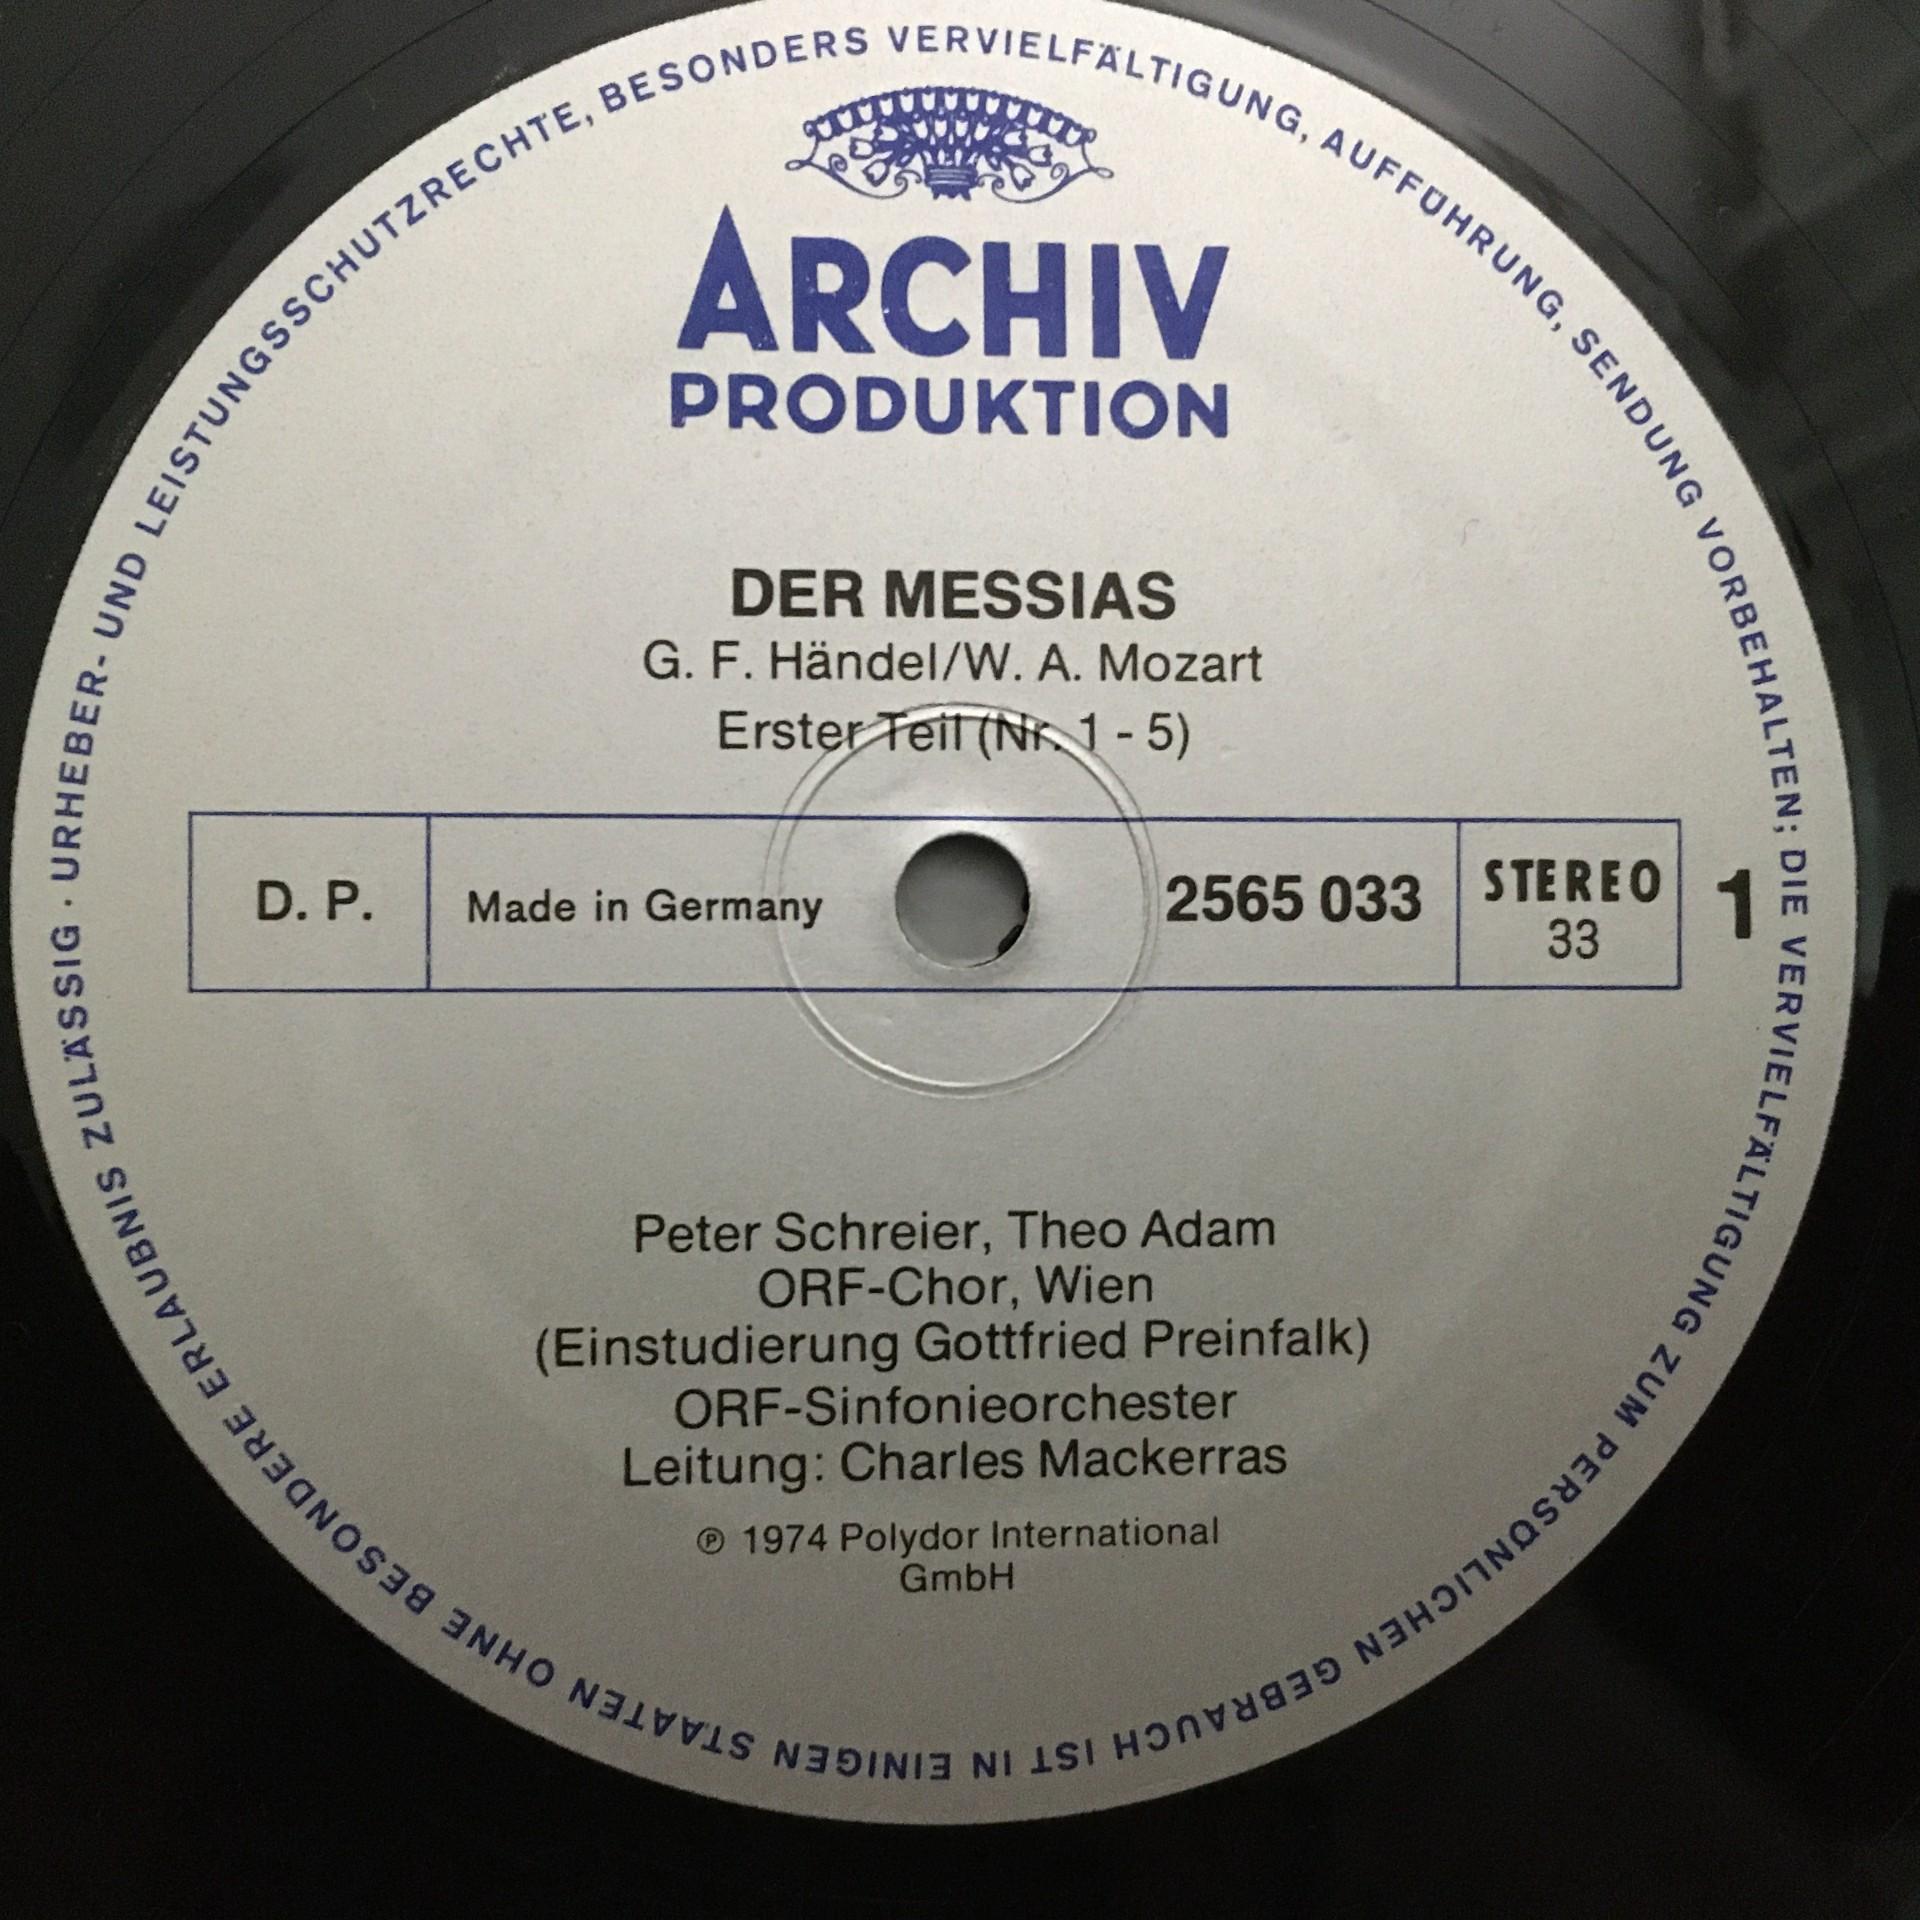 URHEBER- UND LEISTUNGSSCHUTZRECHTE, BESONDERS VERVIELFÄLTIGUNG, AUFFÜHRUNG, SENDUNG VORBEHALTEN; DIE VERVIELFÄLTIGUNG ZUM PERSÖNLICHEN GEBRAUCH IST IN EINIGEN STAATEN OHNE BESONDERE ERLAUBNIS ZULÄSSIG ·
ARCHIV
PRODUKTION
DER MESSIAS
G. F. Händel/W. A. Mozart
Erster Teil (Nr. 1 - 5)
D. P.
Made in Germany
2565 033
STEREO
33
1
Peter Schreier, Theo Adam
ORF-Chor, Wien
(Einstudierung Gottfried Preinfalk)
ORF-Sinfonieorchester
Leitung: Charles Mackerras
℗ 1974 Polydor International
GmbH